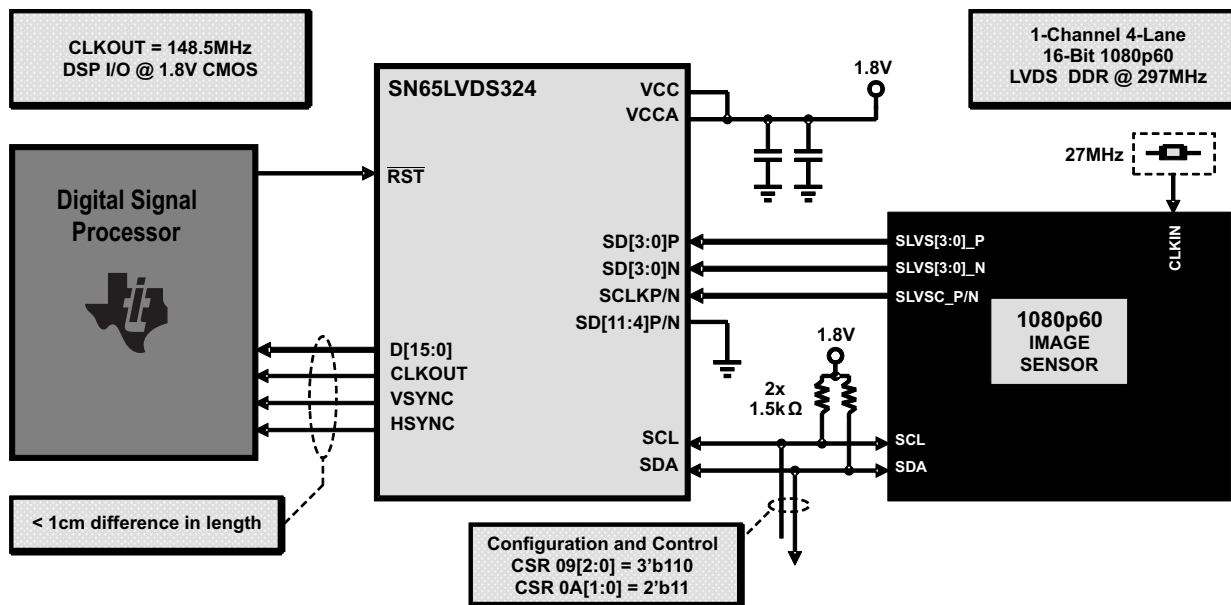 CLKOUT = 148.5MHz
DSP I/O @ 1.8V CMOS
1-Channel 4-Lane
16-Bit 1080p60
LVDS DDR @ 297MHz
SN65LVDS324
VCC
VCCA
1.8V
27MHz
Digital Signal
Processor
RST
CLKIN
SD[3:0]P
SD[3:0]N
SCLKP/N
SD[11:4]P/N
SLVS[3:0]_P
SLVS[3:0]_N
SLVSC_P/N
1080p60
IMAGE
SENSOR
D[15:0]
CLKOUT
VSYNC
HSYNC
1.8V
2x
1.5kΩ
SCL
SDA
SCL
SDA
< 1cm difference in length
Configuration and Control
CSR 09[2:0] = 3'b110
CSR 0A[1:0] = 2'b11